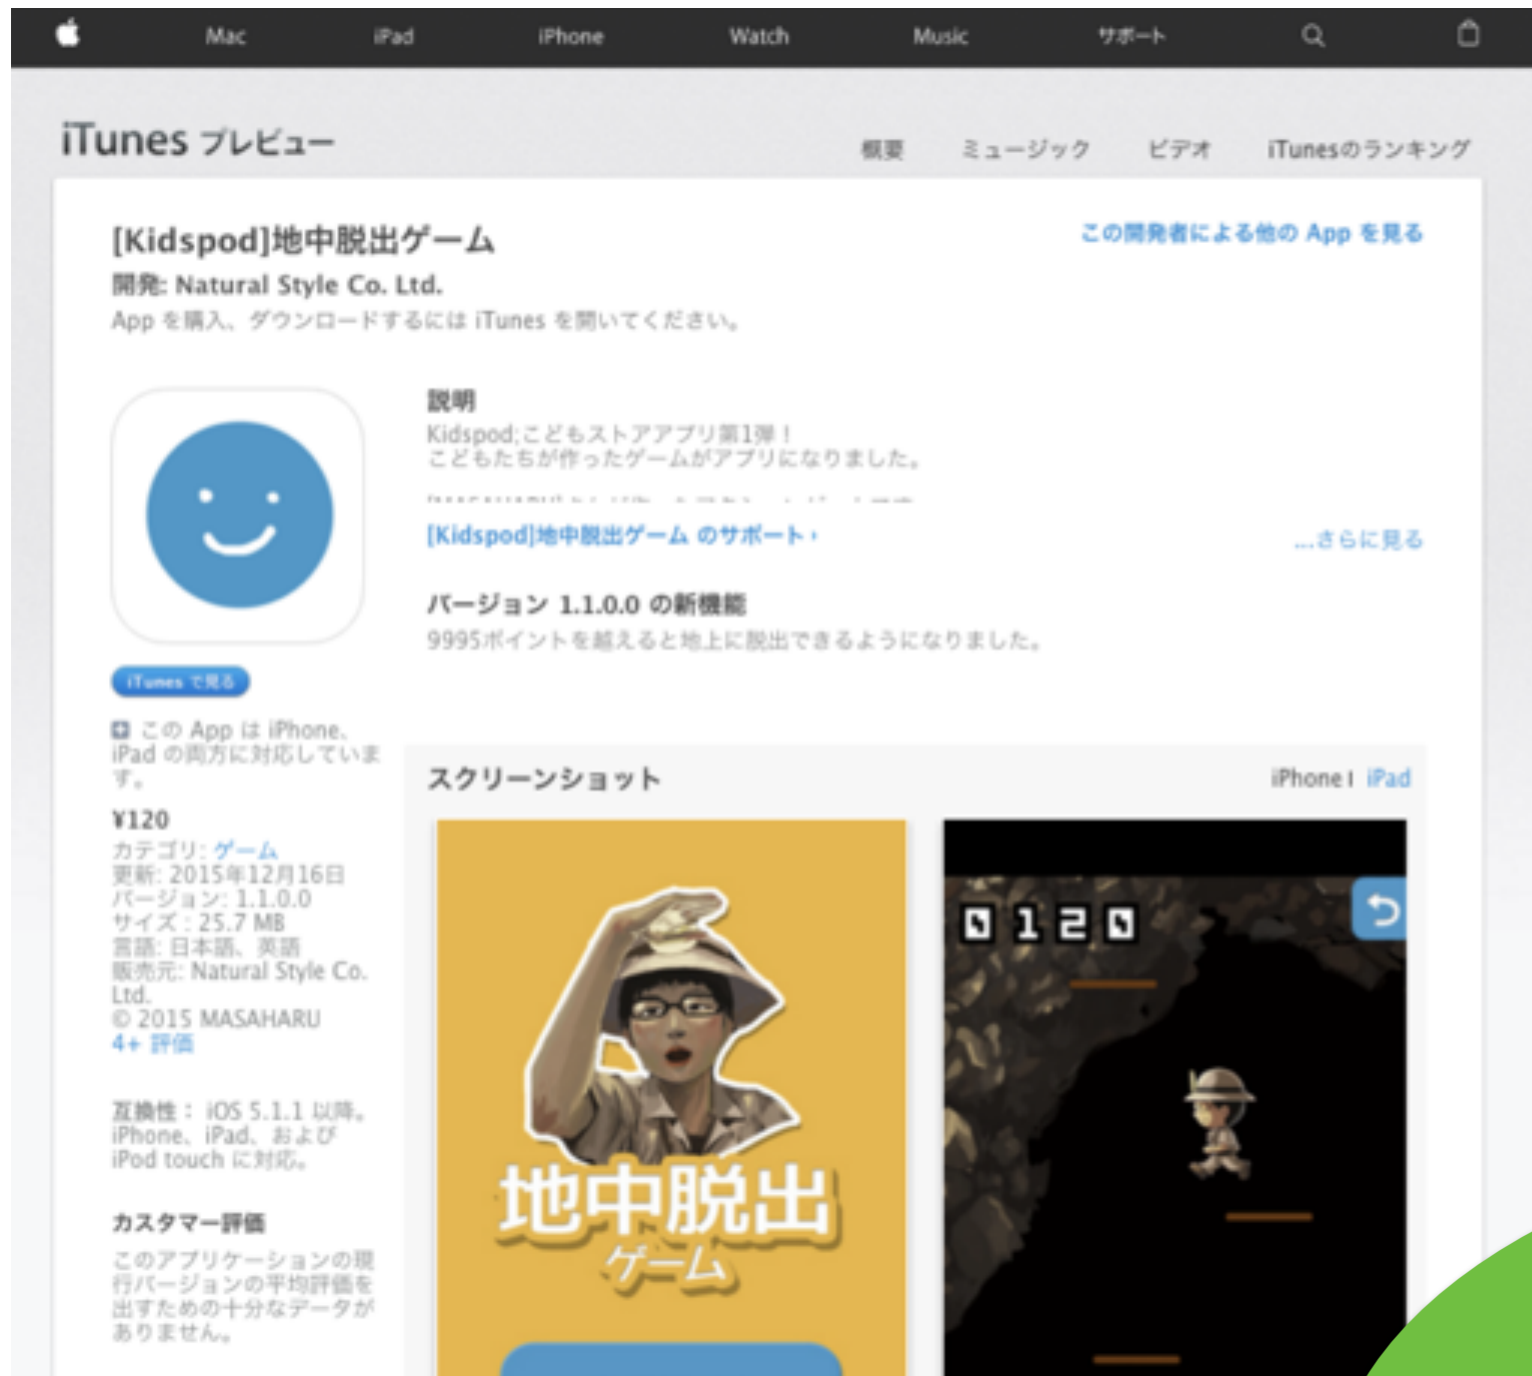 Mac iPad iPhone Watch Music サポート
iTunes プレビュー
概要 ミュージック ビデオ iTunesのランキング
[Kidspod]地中脱出ゲーム
この開発者による他の App を見る
開発: Natural Style Co. Ltd.
App を購入、ダウンロードするには iTunes を開いてください。
説明
Kidspod;こどもストアアプリ第1弾！
こどもたちが作ったゲームがアプリになりました。
[Kidspod]地中脱出ゲーム のサポート ›
...さらに見る
バージョン 1.1.0.0 の新機能
9995ポイントを越えると地上に脱出できるようになりました。
iTunes で見る
この App は iPhone、
iPad の両方に対応していま
す。
¥120
カテゴリ: ゲーム
更新: 2015年12月16日
バージョン: 1.1.0.0
サイズ : 25.7 MB
言語: 日本語、英語
販売元: Natural Style Co.
Ltd.
© 2015 MASAHARU
4+ 評価
互換性： iOS 5.1.1 以降。
iPhone、iPad、および
iPod touch に対応。
カスタマー評価
このアプリケーションの現
行バージョンの平均評価を
出すための十分なデータが
ありません。
スクリーンショット
iPhone | iPad
地中脱出
ゲーム
0120